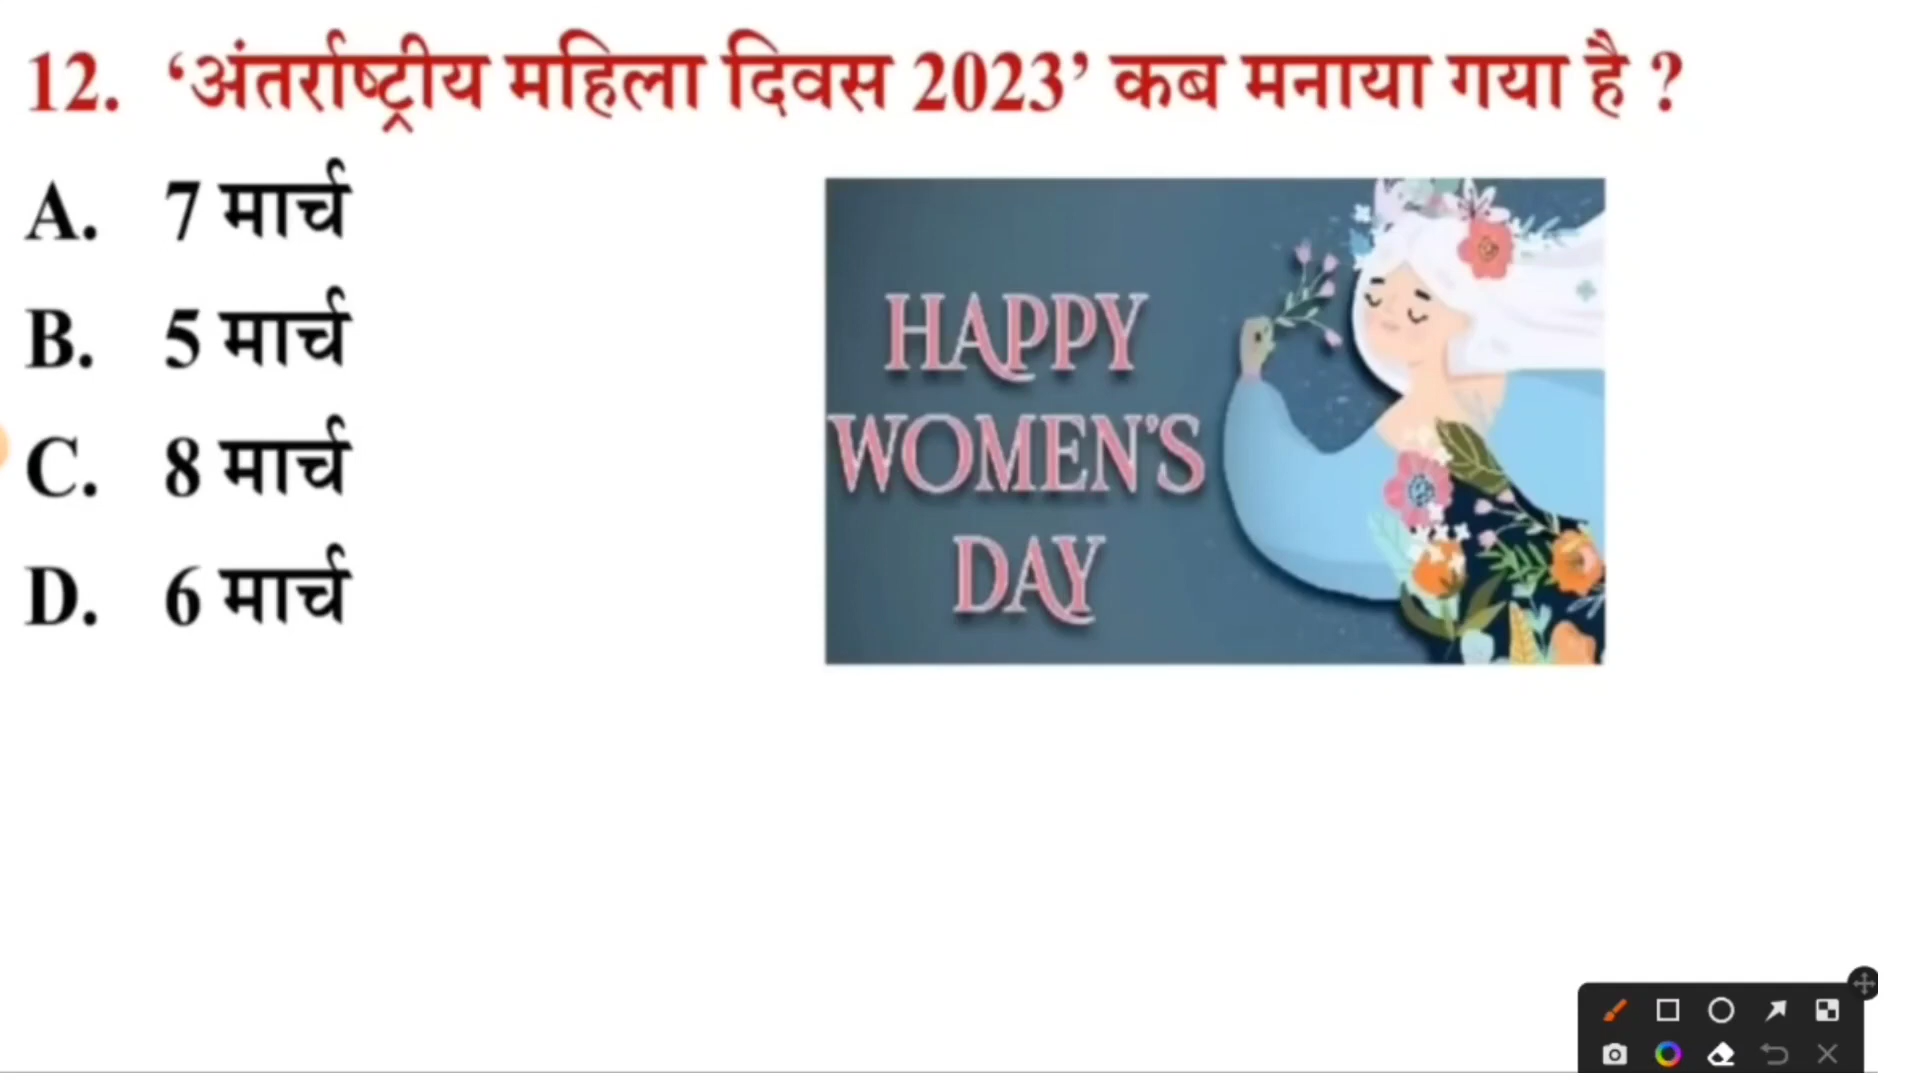 12. ‘अंतर्राष्ट्रीय महिला दिवस 2023’ कब मनाया गया है ?
A. 7 मार्च
B. 5 मार्च
C. 8 मार्च
D. 6 मार्च
HAPPY
WOMEN'S
DAY